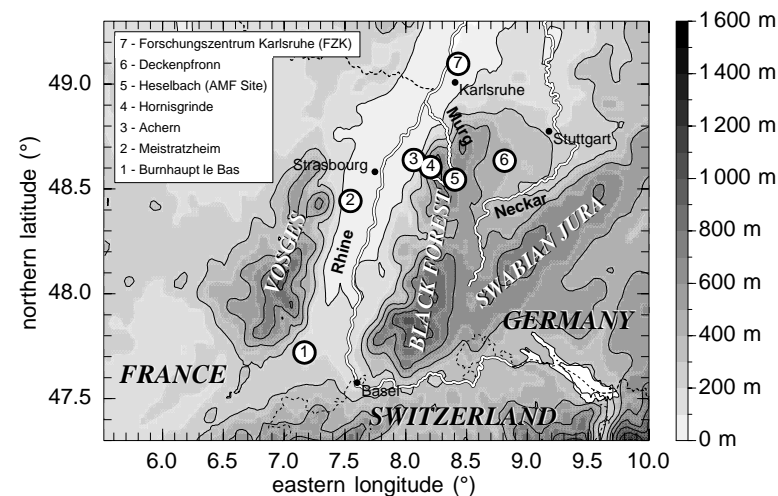 7 - Forschungszentrum Karlsruhe (FZK)
6 - Deckenpfronn
5 - Heselbach (AMF Site)
4 - Hornisgrinde
3 - Achern
2 - Meistratzheim
1 - Burnhaupt le Bas
49.0
48.5
48.0
47.5
northern latitude (°)
7
Karlsruhe
Murg
Stuttgart
Strasbourg
3
4
5
6
2
Neckar
Rhine
VOSGES
BLACK FOREST
SWABIAN JURA
GERMANY
1
FRANCE
Basel
SWITZERLAND
6.0 6.5 7.0 7.5 8.0 8.5 9.0 9.5 10.0
eastern longitude (°)
1600 m
1400 m
1200 m
1000 m
800 m
600 m
400 m
200 m
0 m